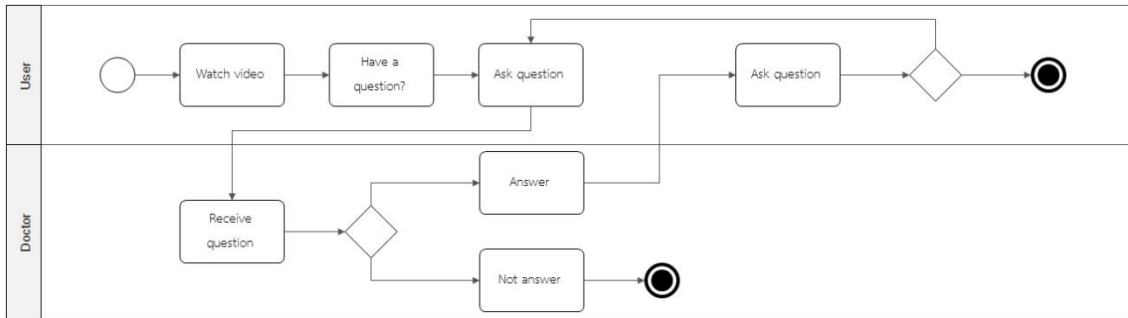 User
Watch video
Have a
question?
Ask question
Ask question
Doctor
Receive
question
Answer
Not answer